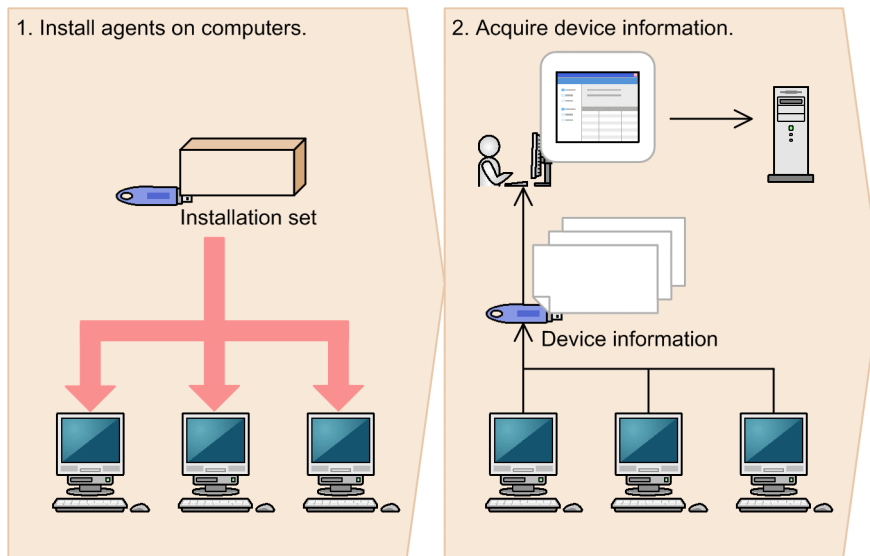 1. Install agents on computers.
Installation set
2. Acquire device information.
Device information